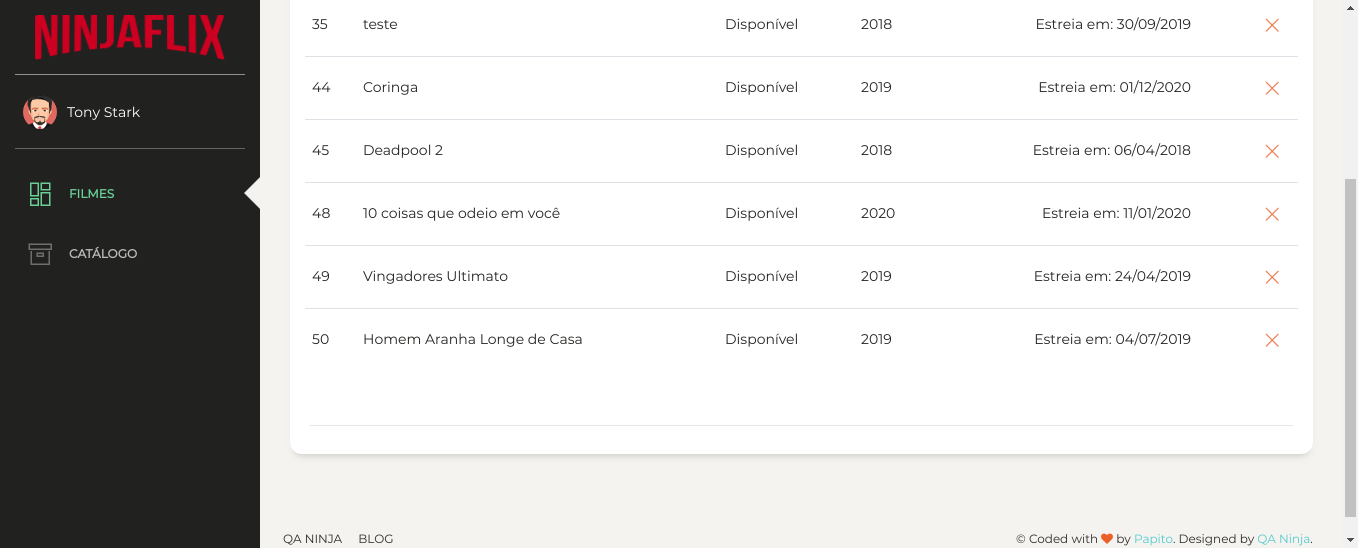 NINJAFLIX
Tony Stark
FILMES
CATÁLOGO
35 teste Disponível 2018 Estreia em: 30/09/2019
44 Coringa Disponível 2019 Estreia em: 01/12/2020
45 Deadpool 2 Disponível 2018 Estreia em: 06/04/2018
48 10 coisas que odeio em você Disponível 2020 Estreia em: 11/01/2020
49 Vingadores Ultimato Disponível 2019 Estreia em: 24/04/2019
50 Homem Aranha Longe de Casa Disponível 2019 Estreia em: 04/07/2019
QA NINJA BLOG © Coded with ❤ by Papito. Designed by QA Ninja.